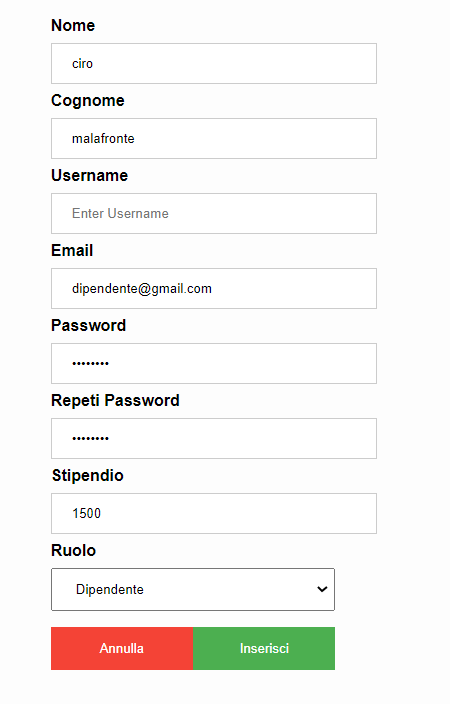 Nome
ciro
Cognome
malafronte
Username
Enter Username
Email
dipendente@gmail.com
Password
••••••••
Repeti Password
••••••••
Stipendio
1500
Ruolo
Dipendente
Annulla Inserisci